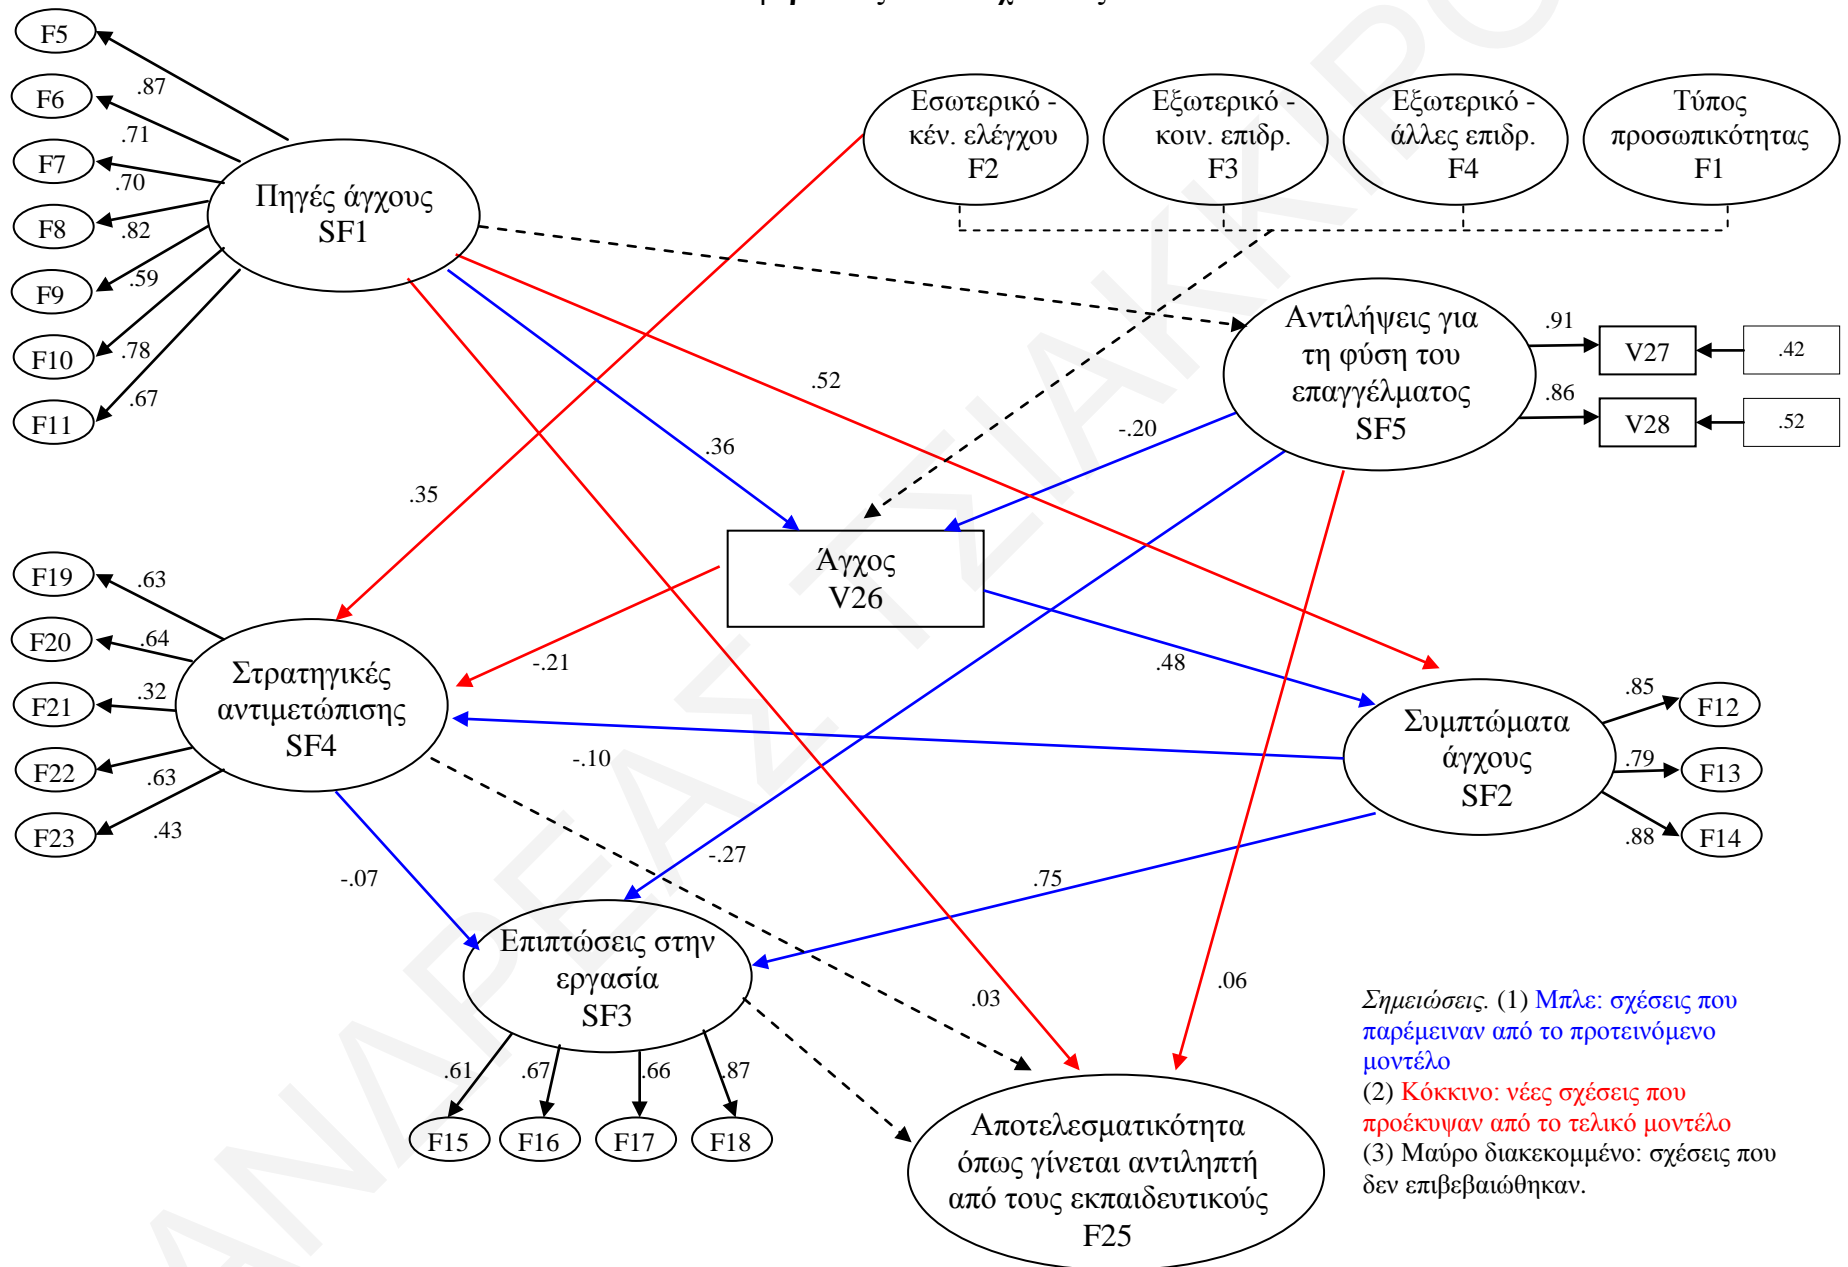 F5
.87
F6
.71
F7
.70
F8
.82
F9
.59
F10
.78
F11
.67
Πηγές άγχους
SF1
Εσωτερικό -
κέν. ελέγχου
F2
Εξωτερικό -
κοιν. επιδρ.
F3
Εξωτερικό -
άλλες επιδρ.
F4
Τύπος
προσωπικότητας
F1
Αντιλήψεις για
τη φύση του
επαγγέλματος
SF5
.91
V27
.42
.86
V28
.52
.52
-.20
.36
.35
Άγχος
V26
F19
.63
F20
.64
F21
.32
F22
.63
F23
.43
Στρατηγικές
αντιμετώπισης
SF4
-.21
.48
-.10
Συμπτώματα
άγχους
SF2
.85
F12
.79
F13
.88
F14
-.07
-.27
.75
Επιπτώσεις στην
εργασία
SF3
.03
.06
.61
.67
.66
.87
F15
F16
F17
F18
Αποτελεσματικότητα
όπως γίνεται αντιληπτή
από τους εκπαιδευτικούς
F25
Σημειώσεις. (1) Μπλε: σχέσεις που
παρέμειναν από το προτεινόμενο
μοντέλο
(2) Κόκκινο: νέες σχέσεις που
προέκυψαν από το τελικό μοντέλο
(3) Μαύρο διακεκομμένο: σχέσεις που
δεν επιβεβαιώθηκαν.
ΑΝΔΡΕΑΣ ΤΣΙΑΚΚΙΡΟ